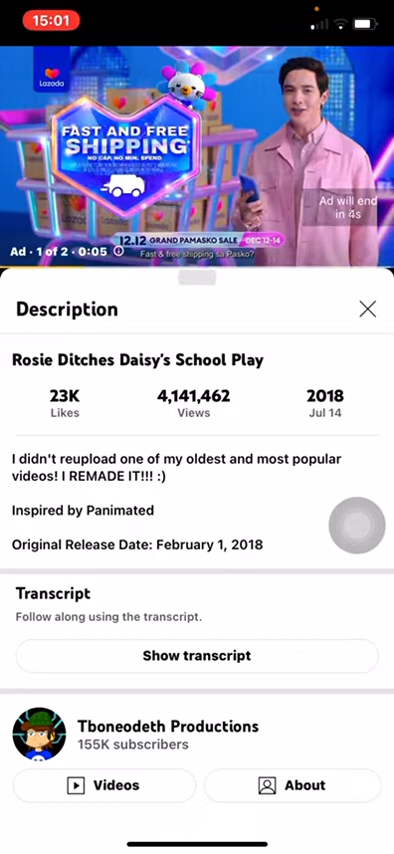 15:01
Lazada
FAST AND FREE
SHIPPING
NO CAP, NO MIN. SPEND
Lazada
Ad will end
in 4s
12.12 GRAND PAMASKO SALE DEC 12-14
Ad · 1 of 2 · 0:05
Fast & free shipping sa Pasko?
Description
Rosie Ditches Daisy's School Play
23K 4,141,462 2018
Likes Views Jul 14
I didn't reupload one of my oldest and most popular
videos! I REMADE IT!!! :)
Inspired by Panimated
Original Release Date: February 1, 2018
Transcript
Follow along using the transcript.
Show transcript
Tboneodeth Productions
155K subscribers
Videos About